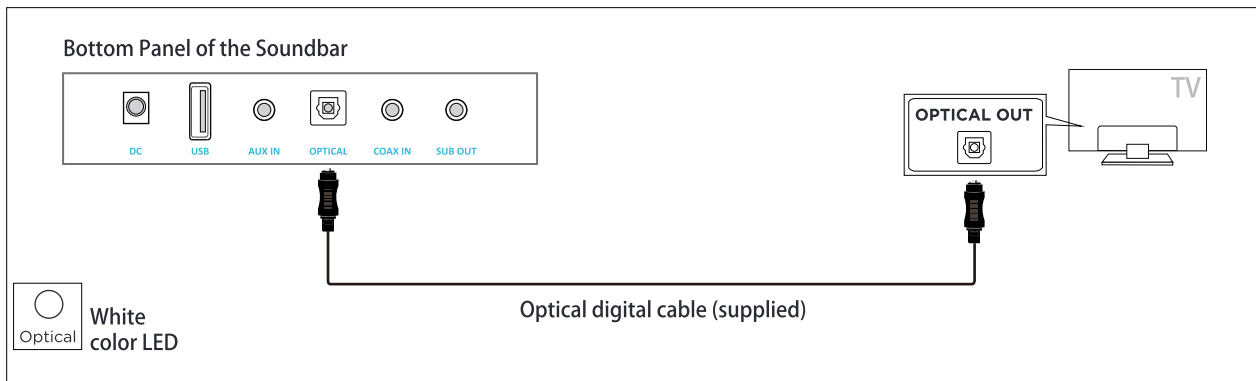 Bottom Panel of the Soundbar
DC
USB
AUX IN
OPTICAL
COAX IN
SUB OUT
OPTICAL OUT
TV
Optical digital cable (supplied)
Optical
White
color LED